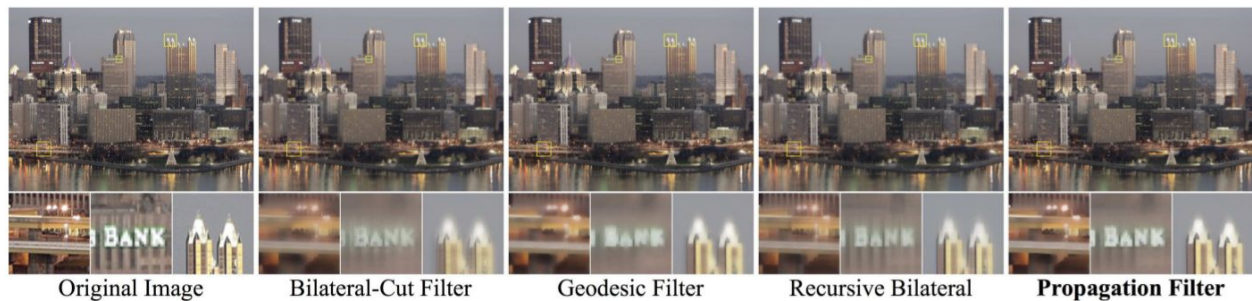 BANK
BANK
BANK
BANK
BANK
Original Image
Bilateral-Cut Filter
Geodesic Filter
Recursive Bilateral
Propagation Filter